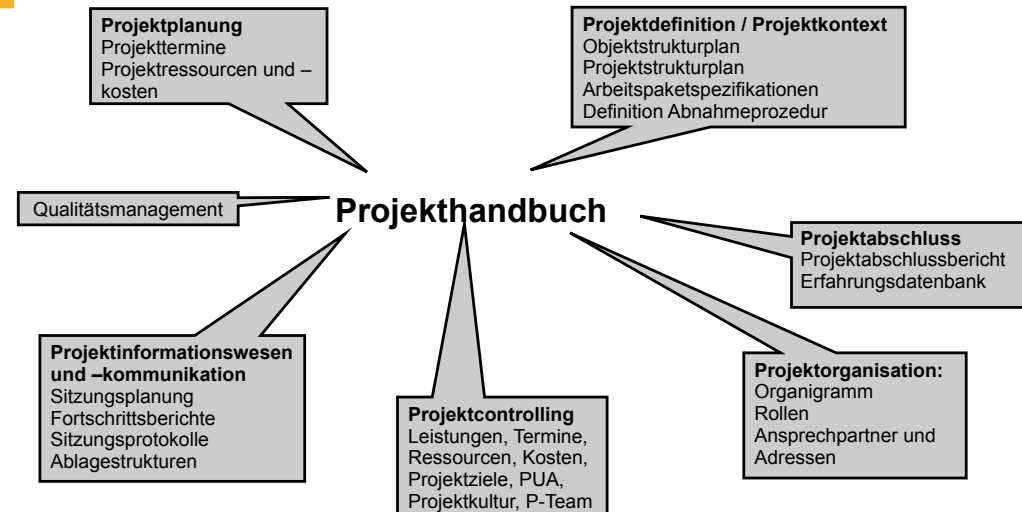 Projektplanung
Projekttermine
Projektressourcen und –
kosten
Projektdefinition / Projektkontext
Objektstrukturplan
Projektstrukturplan
Arbeitspaketspezifikationen
Definition Abnahmeprozedur
Qualitätsmanagement
Projekthandbuch
Projektabschluss
Projektabschlussbericht
Erfahrungsdatenbank
Projektinformationswesen
und –kommunikation
Sitzungsplanung
Fortschrittsberichte
Sitzungsprotokolle
Ablagestrukturen
Projektcontrolling
Leistungen, Termine,
Ressourcen, Kosten,
Projektziele, PUA,
Projektkultur, P-Team
Projektorganisation:
Organigramm
Rollen
Ansprechpartner und
Adressen